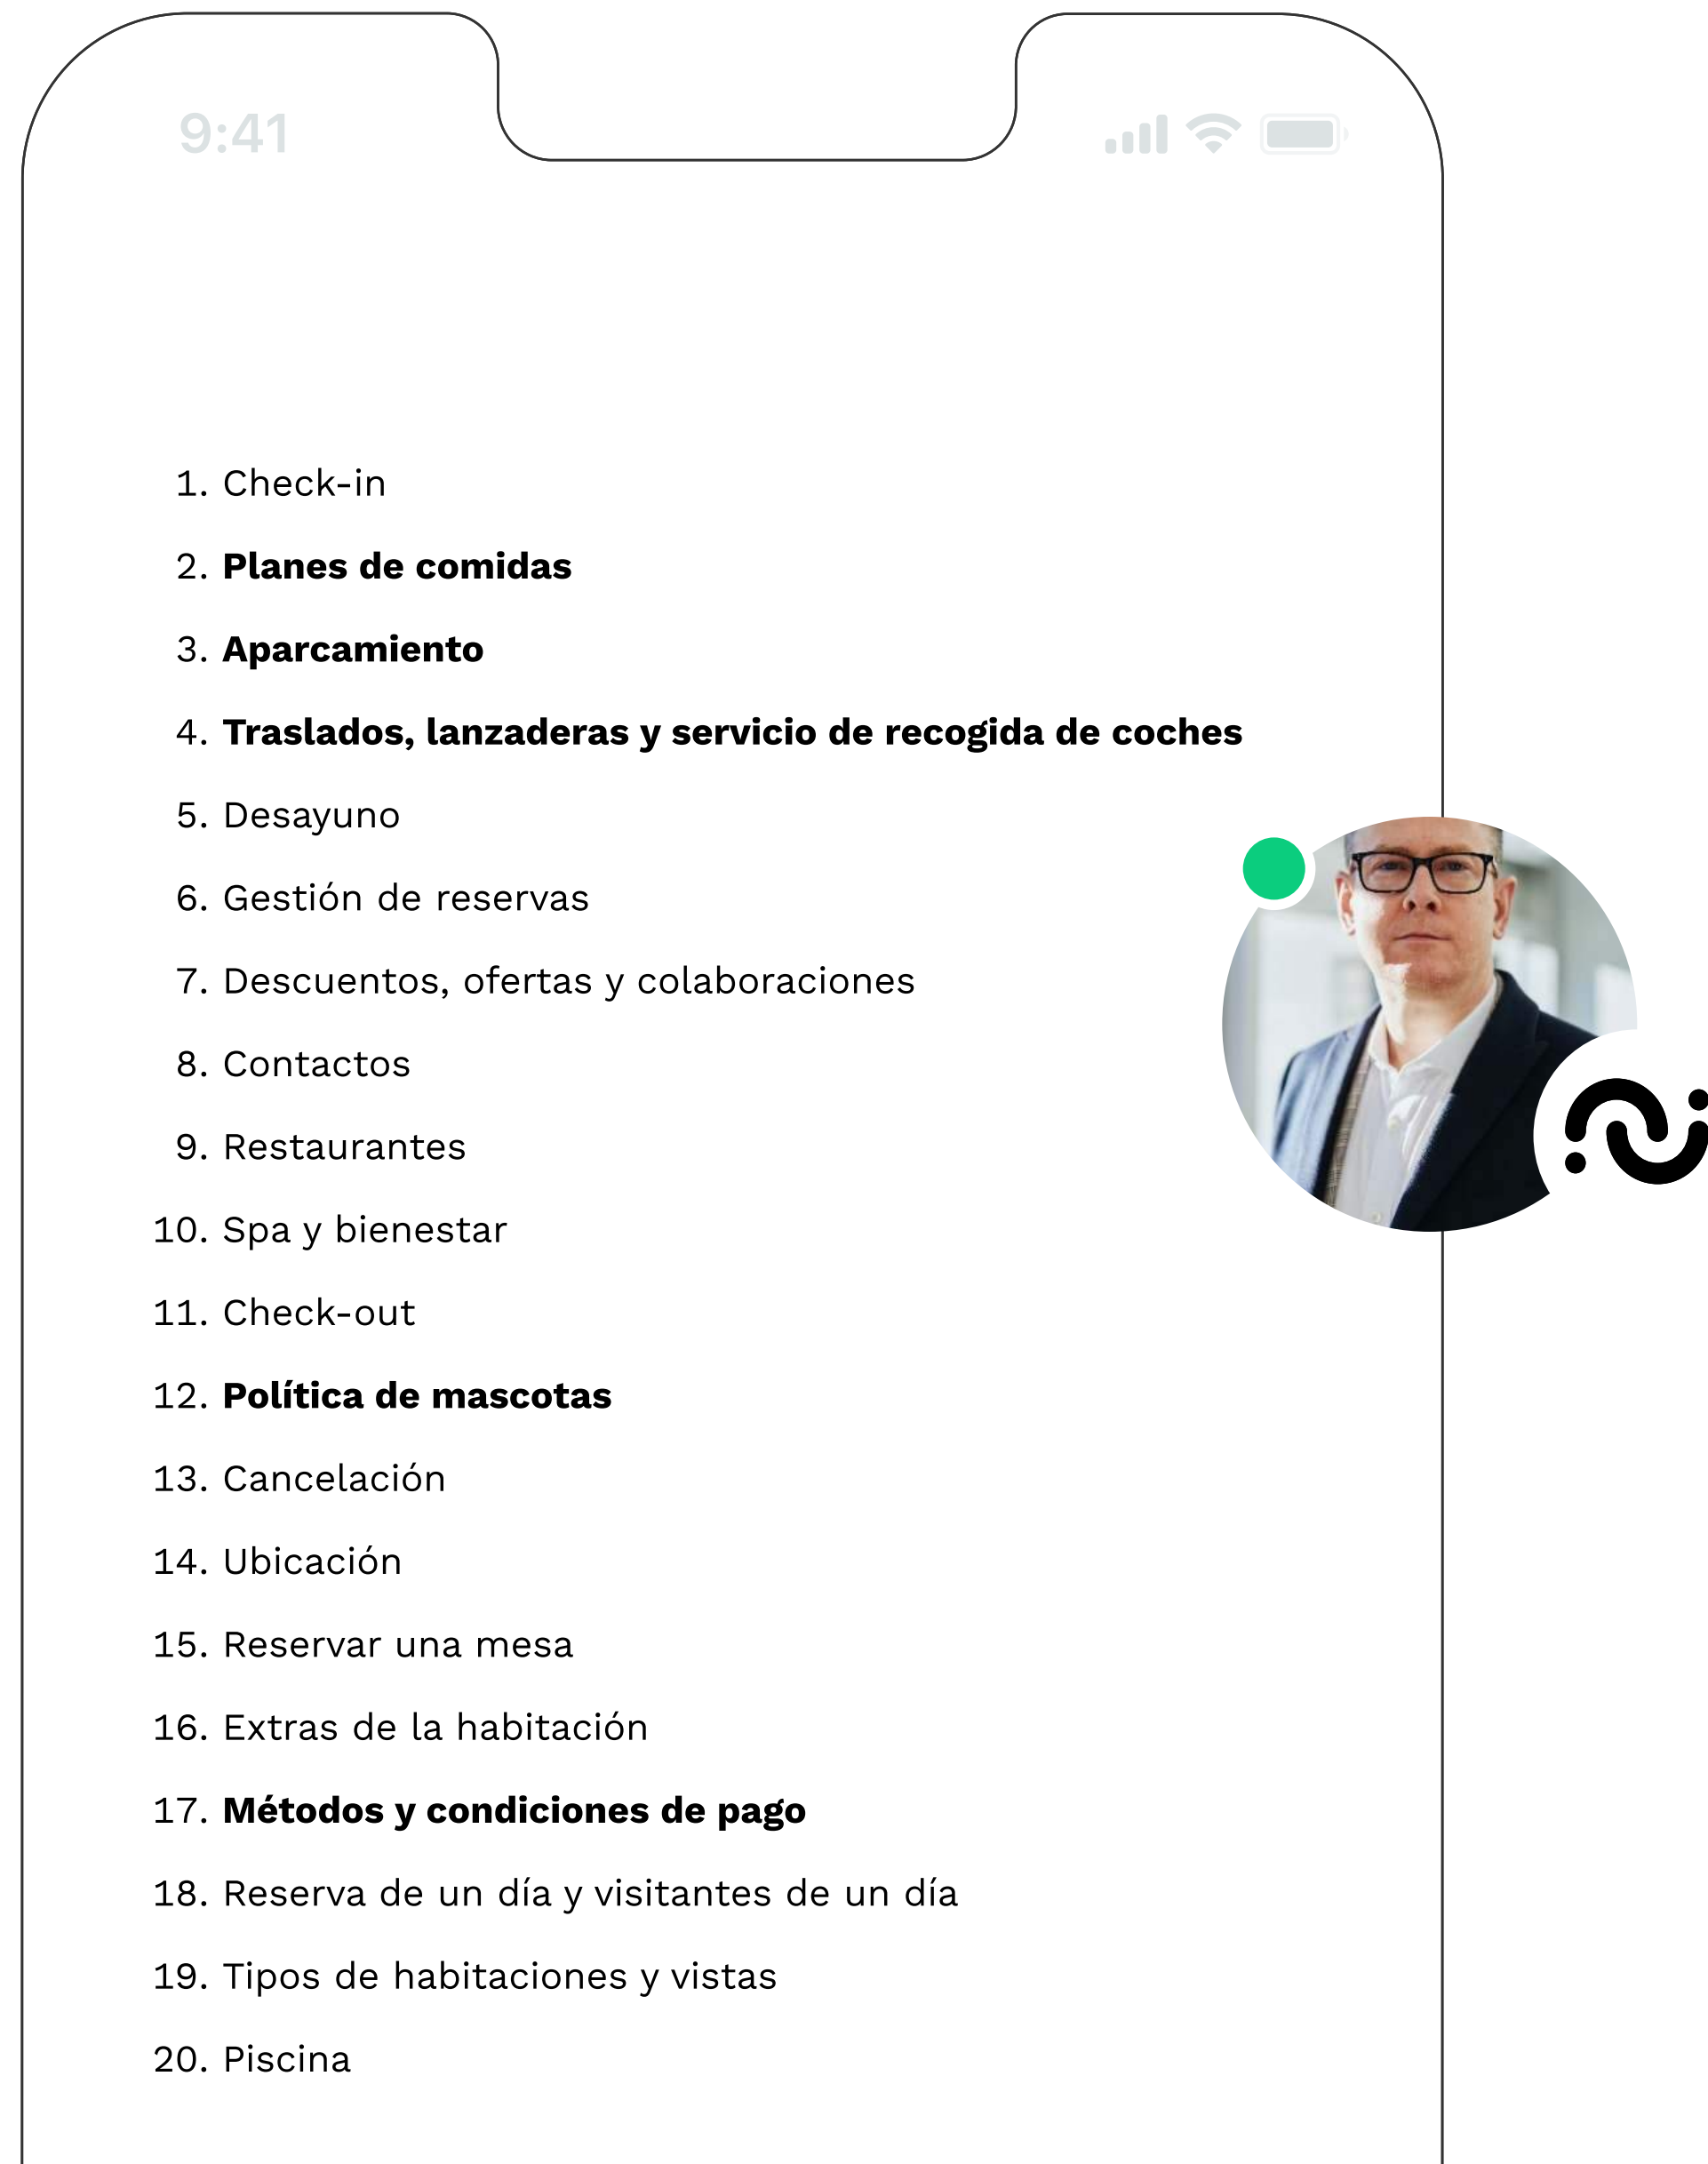 9:41
1. Check-in
2. Planes de comidas
3. Aparcamiento
4. Traslados, lanzaderas y servicio de recogida de coches
5. Desayuno
6. Gestión de reservas
7. Descuentos, ofertas y colaboraciones
8. Contactos
9. Restaurantes
10. Spa y bienestar
11. Check-out
12. Política de mascotas
13. Cancelación
14. Ubicación
15. Reservar una mesa
16. Extras de la habitación
17. Métodos y condiciones de pago
18. Reserva de un día y visitantes de un día
19. Tipos de habitaciones y vistas
20. Piscina